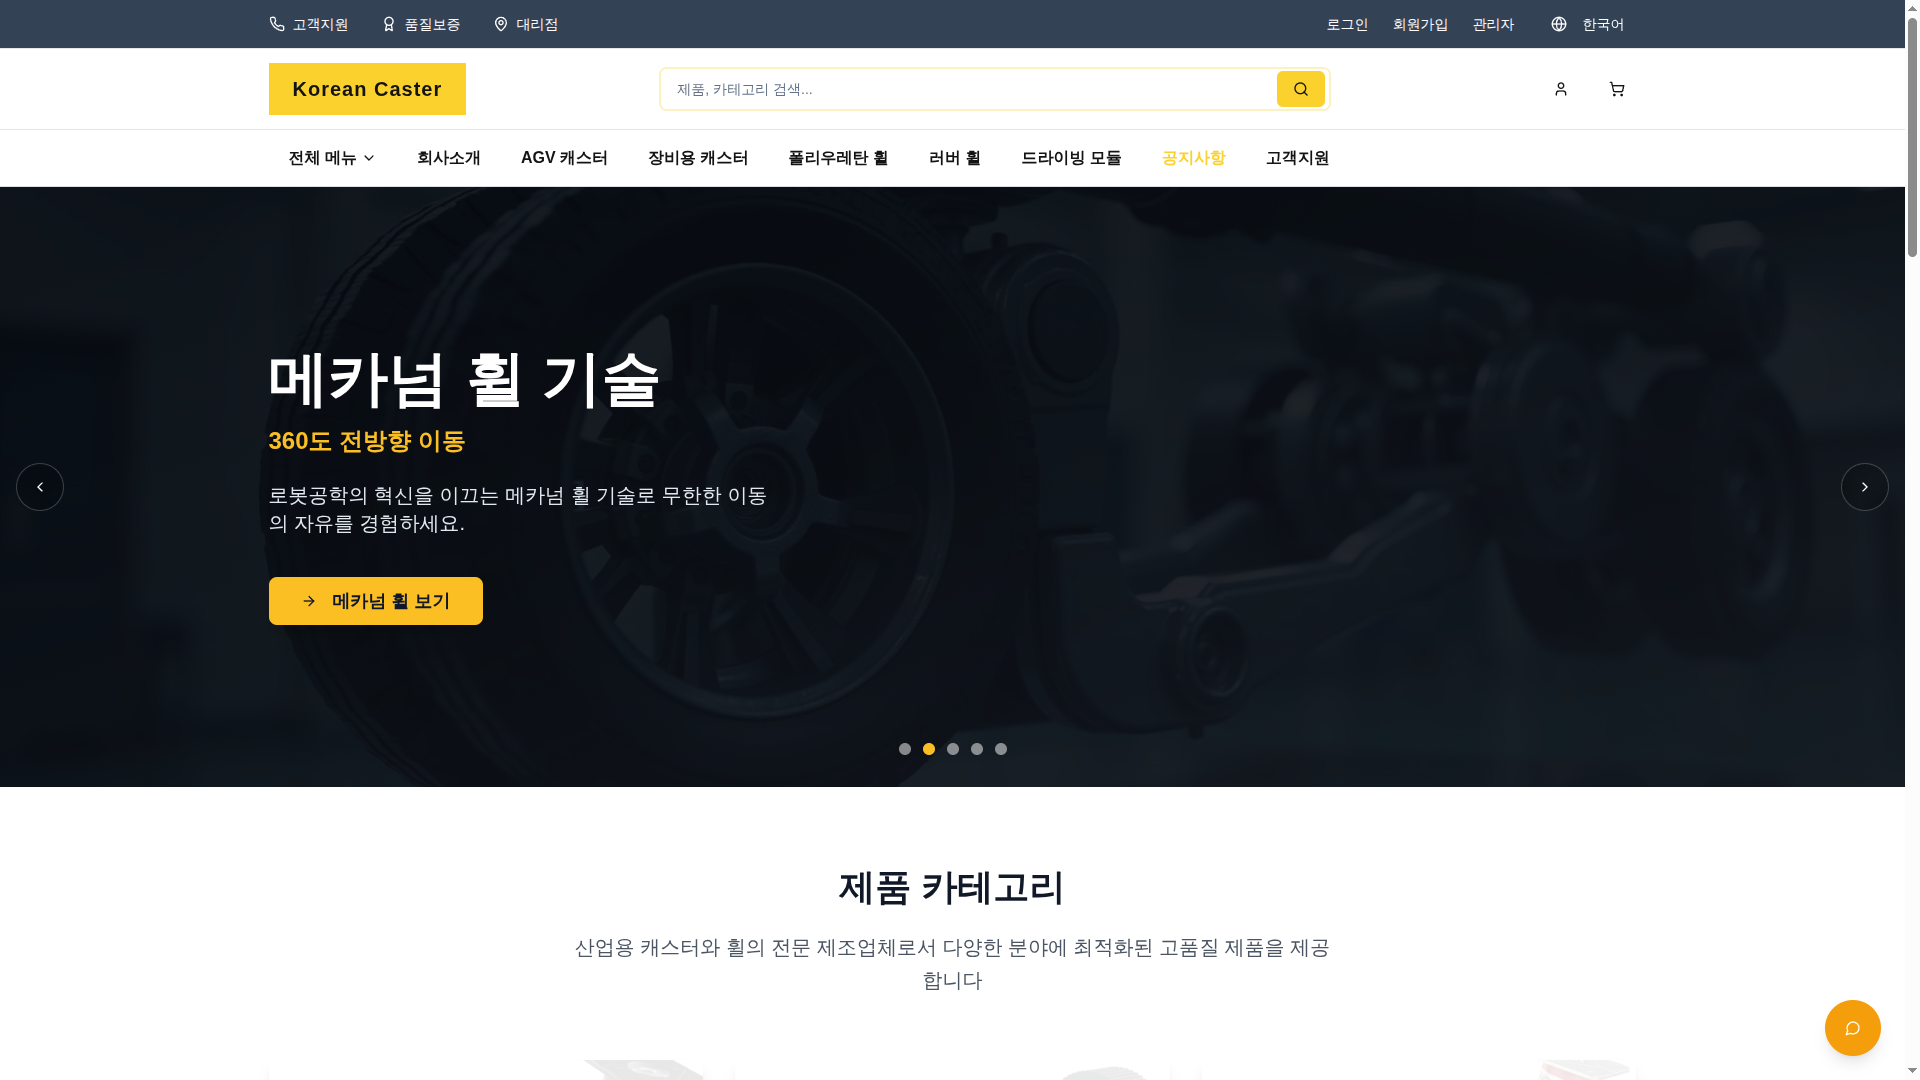 고객지원
품질보증
대리점
로그인
회원가입
관리자
한국어
Korean Caster
제품, 카테고리 검색...
전체 메뉴
회사소개
AGV 캐스터
장비용 캐스터
폴리우레탄 휠
러버 휠
드라이빙 모듈
공지사항
고객지원
메카넘 휠 기술
360도 전방향 이동
로봇공학의 혁신을 이끄는 메카넘 휠 기술로 무한한 이동
의 자유를 경험하세요.
메카넘 휠 보기
제품 카테고리
산업용 캐스터와 휠의 전문 제조업체로서 다양한 분야에 최적화된 고품질 제품을 제공
합니다